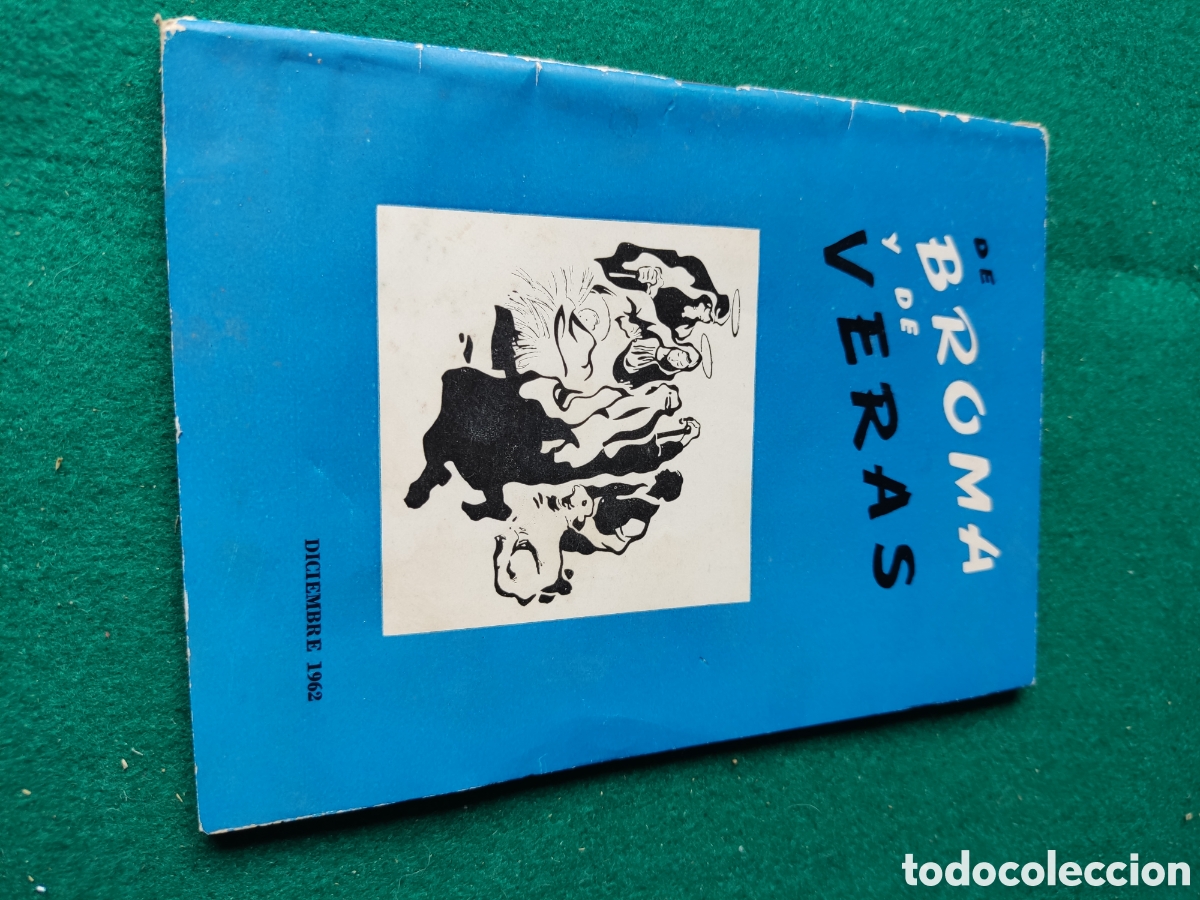 DE
BROMA
Y DE
VERAS
DICIEMBRE 1962
todocoleccion